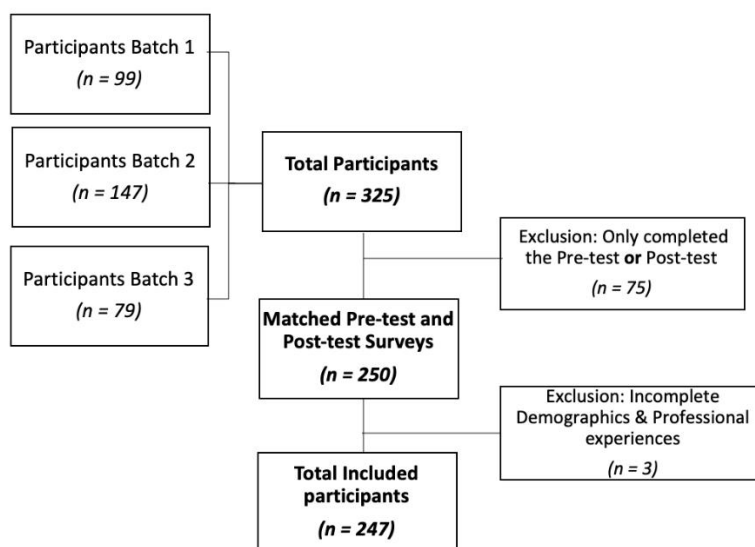 Participants Batch 1
(n = 99)
Participants Batch 2
(n = 147)
Participants Batch 3
(n = 79)
Total Participants
(n = 325)
Exclusion: Only completed
the Pre-test or Post-test
(n = 75)
Matched Pre-test and
Post-test Surveys
(n = 250)
Exclusion: Incomplete
Demographics & Professional
experiences
(n = 3)
Total Included
participants
(n = 247)